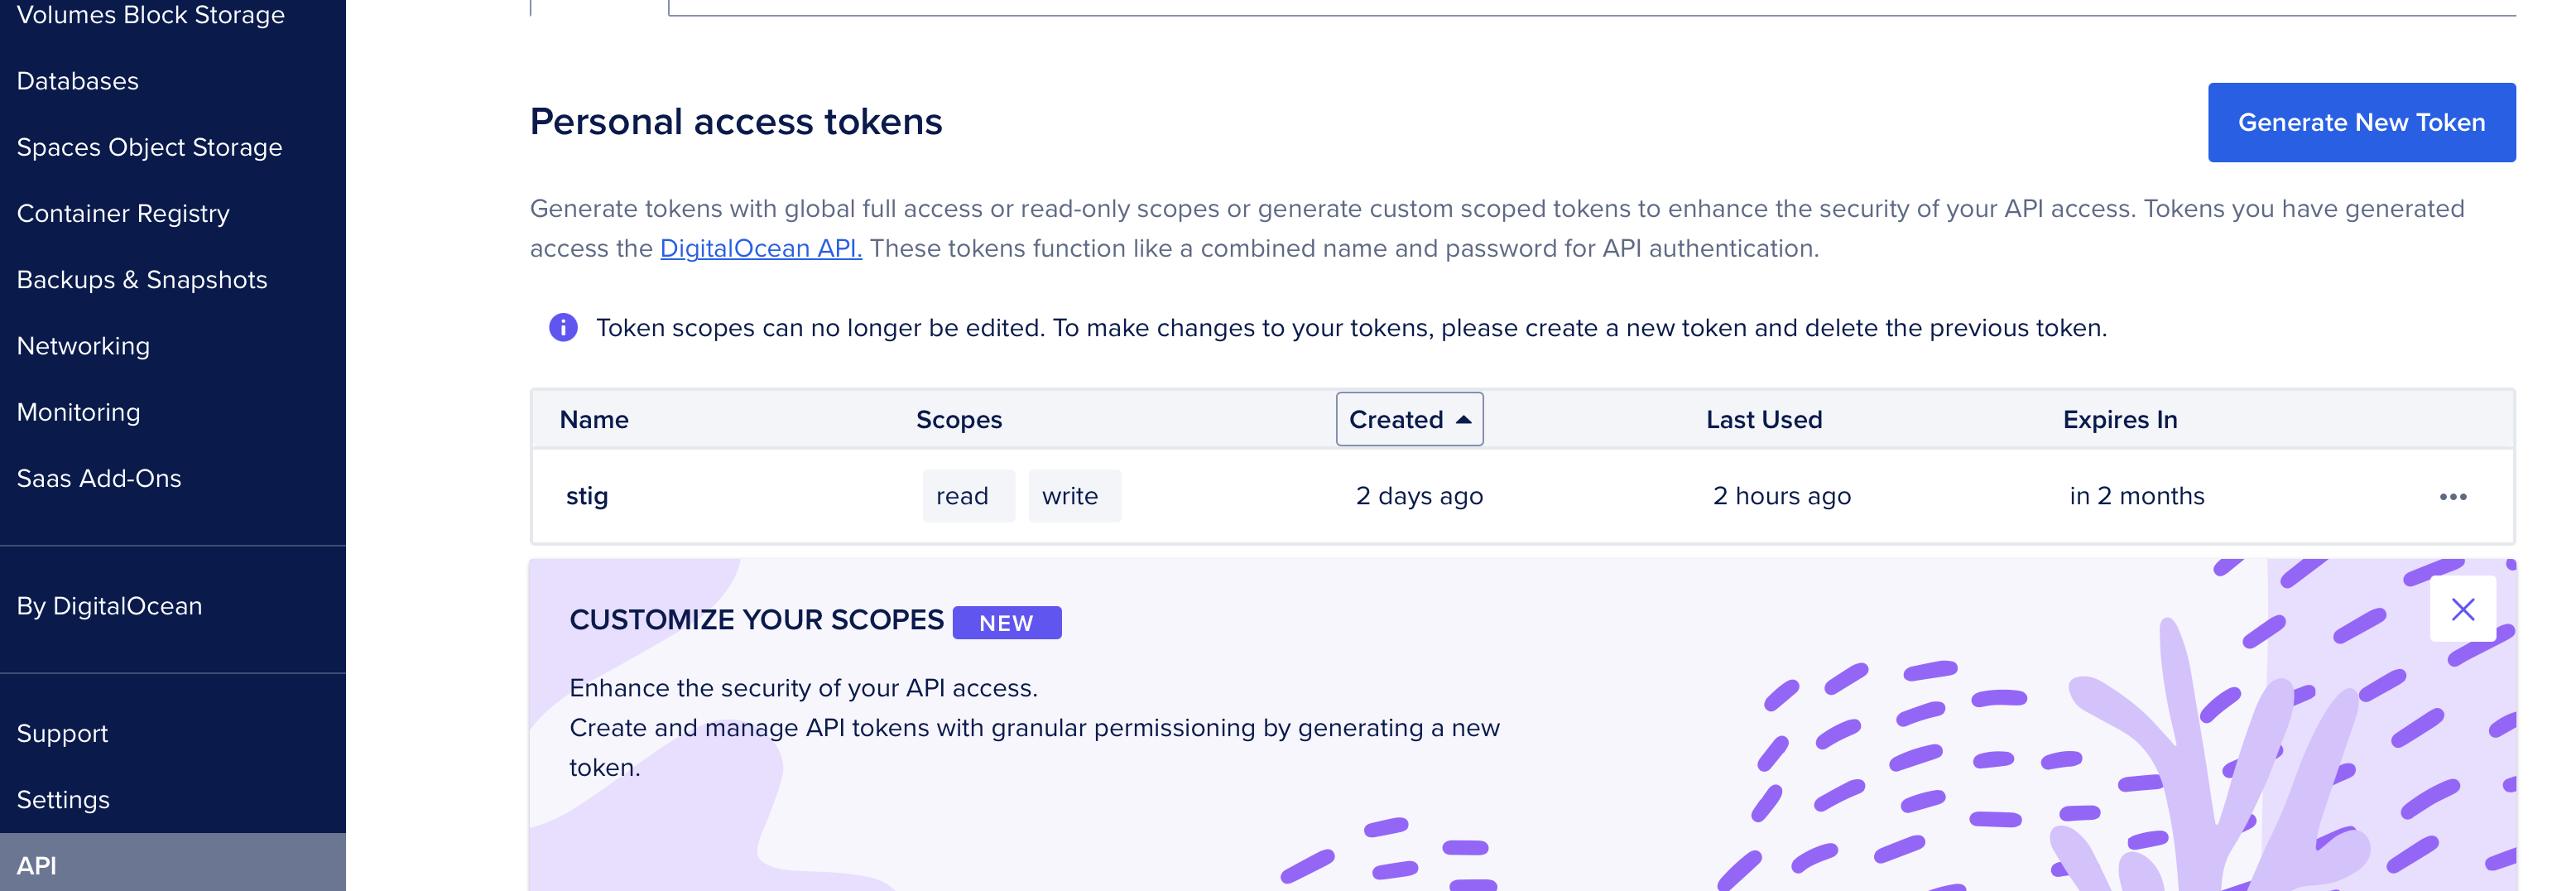 Volumes Block Storage
Databases
Spaces Object Storage
Container Registry
Backups & Snapshots
Networking
Monitoring
Saas Add-Ons
By DigitalOcean
Support
Settings
API
Personal access tokens
Generate New Token
Generate tokens with global full access or read-only scopes or generate custom scoped tokens to enhance the security of your API access. Tokens you have generated
access the DigitalOcean API. These tokens function like a combined name and password for API authentication.
Token scopes can no longer be edited. To make changes to your tokens, please create a new token and delete the previous token.
Name Scopes Created Last Used Expires In
stig read write 2 days ago 2 hours ago in 2 months
CUSTOMIZE YOUR SCOPES NEW
Enhance the security of your API access.
Create and manage API tokens with granular permissioning by generating a new
token.